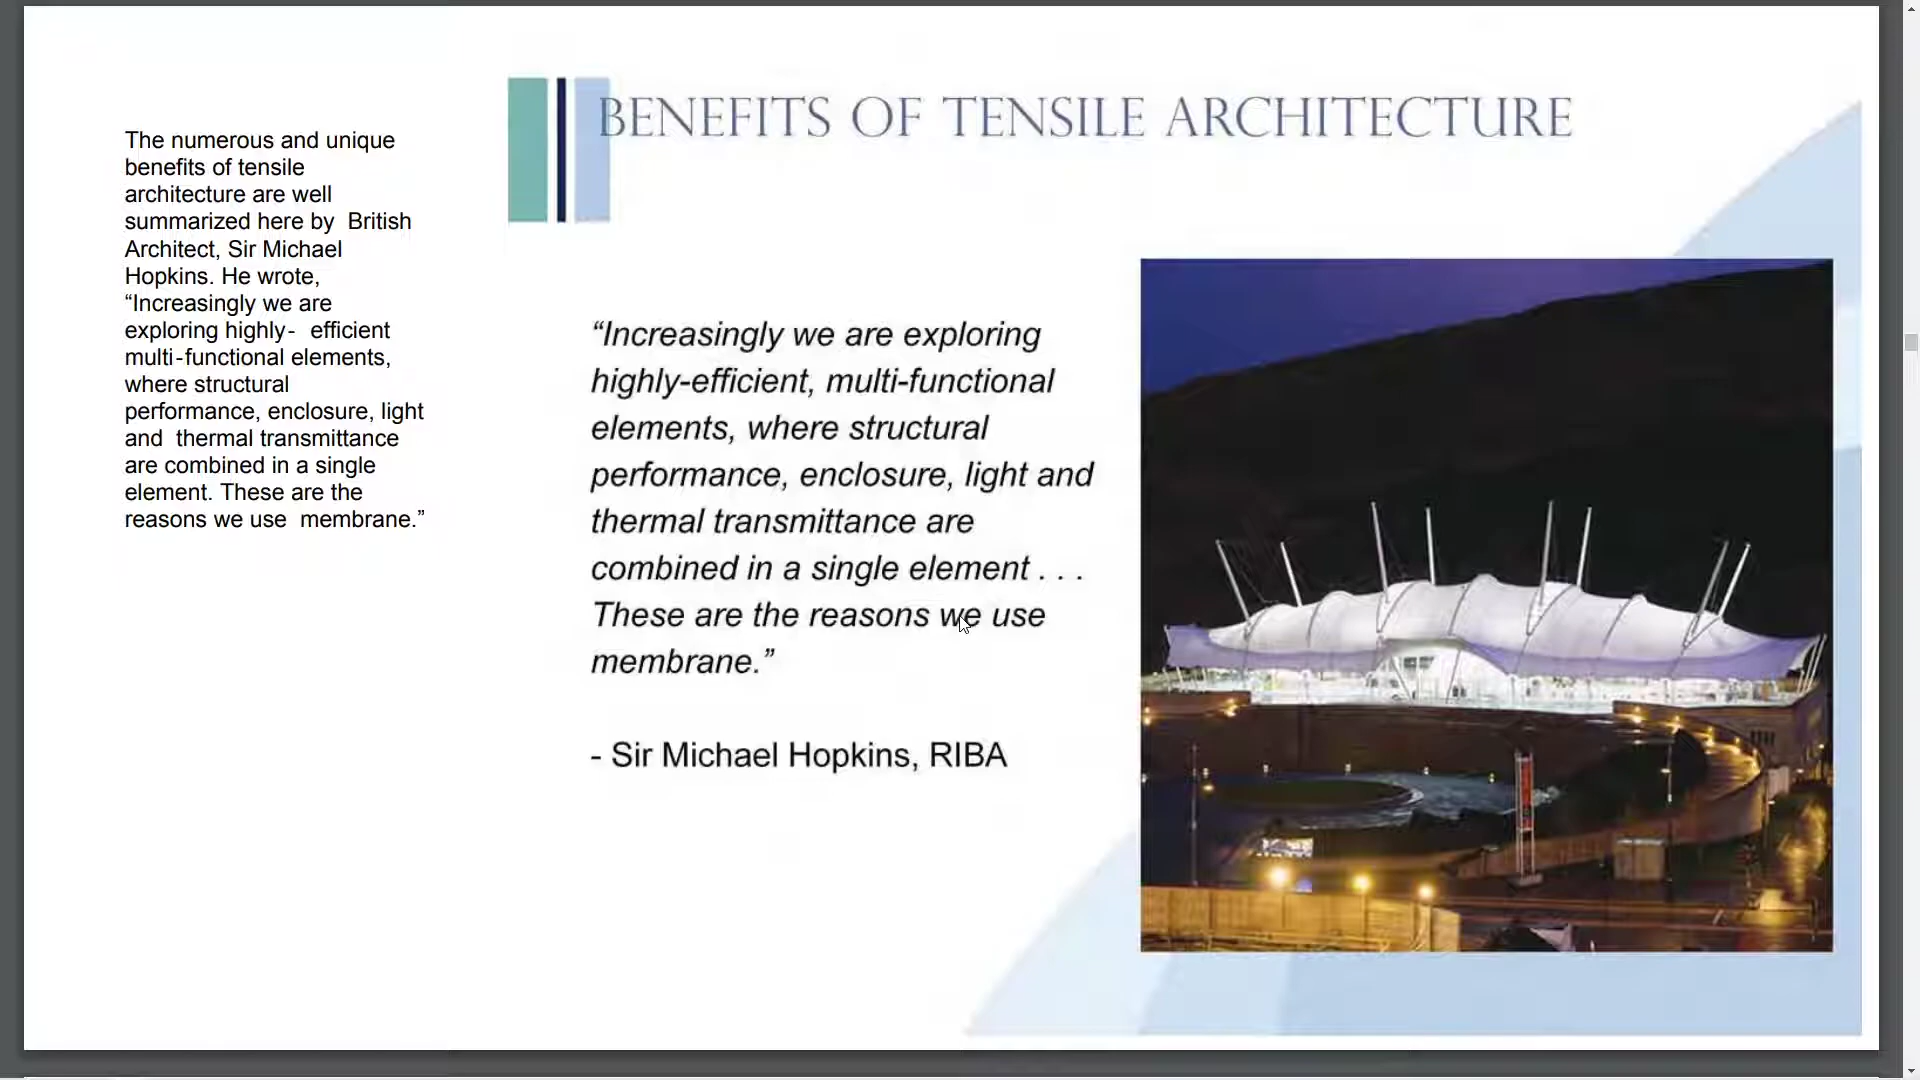 The numerous and unique
benefits of tensile
architecture are well
summarized here by  British
Architect, Sir Michael
Hopkins. He wrote,
“Increasingly we are
exploring highly-  efficient
multi-functional elements,
where structural
performance, enclosure, light
and  thermal transmittance
are combined in a single
element. These are the
reasons we use  membrane.”
BENEFITS OF TENSILE ARCHITECTURE
“Increasingly we are exploring
highly-efficient, multi-functional
elements, where structural
performance, enclosure, light and
thermal transmittance are
combined in a single element . . .
These are the reasons we use
membrane.”
- Sir Michael Hopkins, RIBA